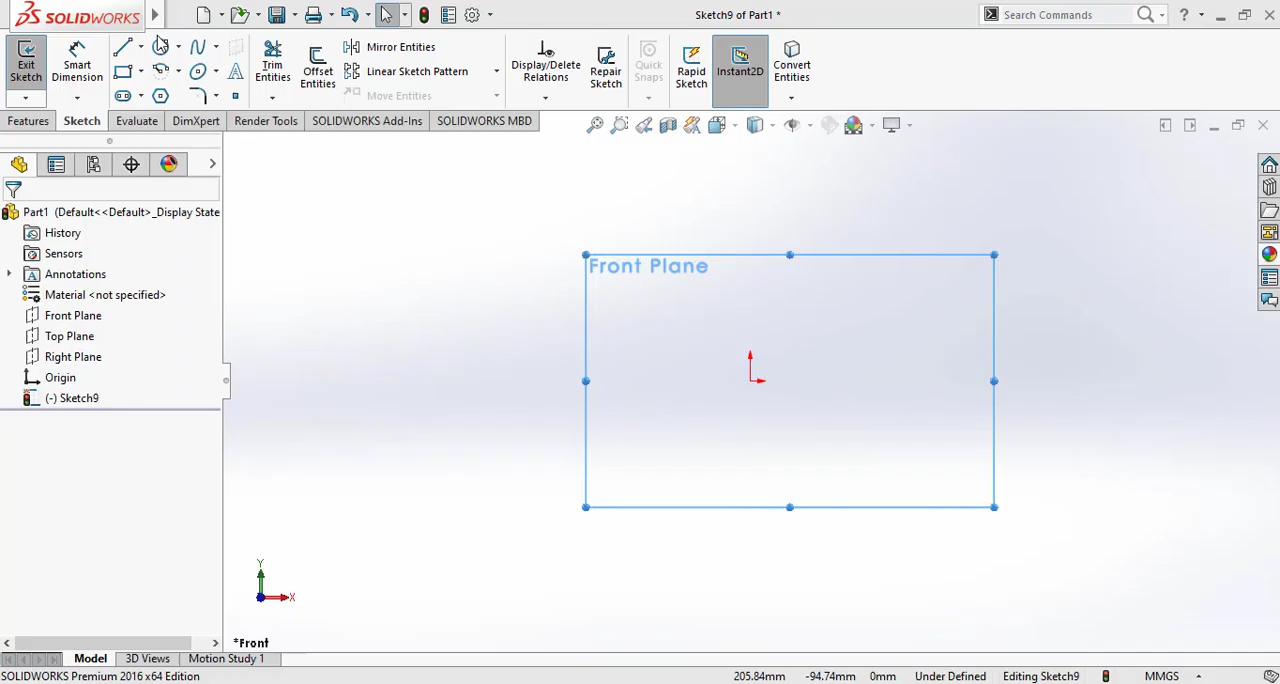 SOLIDWORKS
Sketch9 of Part1 *
Search Commands
?
Exit Sketch
Smart Dimension
Trim Entities
Offset Entities
Mirror Entities
Linear Sketch Pattern
Move Entities
Display/Delete Relations
Repair Sketch
Quick Snaps
Rapid Sketch
Instant2D
Convert Entities
Features
Sketch
Evaluate
DimXpert
Render Tools
SOLIDWORKS Add-Ins
SOLIDWORKS MBD
Part1 (Default<<Default>_Display State
History
Sensors
Annotations
Material <not specified>
Front Plane
Top Plane
Right Plane
Origin
(-) Sketch9
Front Plane
Y
X
*Front
Model
3D Views
Motion Study 1
SOLIDWORKS Premium 2016 x64 Edition
205.84mm
-94.74mm
0mm
Under Defined
Editing Sketch9
MMGS